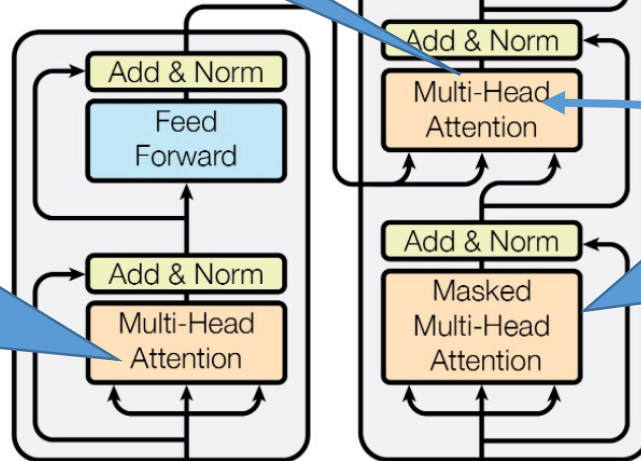 Add & Norm
Feed
Forward
Add & Norm
Multi-Head
Attention
Add & Norm
Multi-Head
Attention
Add & Norm
Masked
Multi-Head
Attention